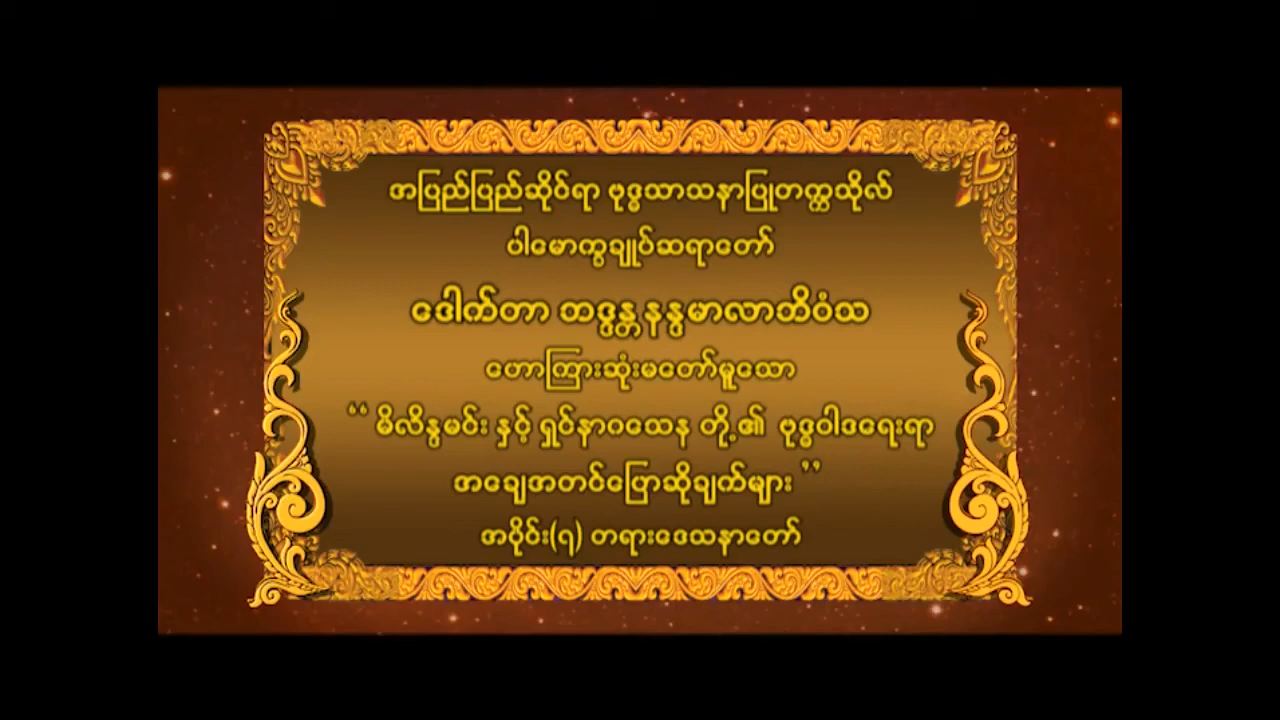 အပြည်ပြည်ဆိုင်ရာ ဗုဒ္ဓသာသနာပြုတက္ကသိုလ်
ပါမောက္ခချုပ်ဆရာတော်
ဒေါက်တာ ဘဒ္ဒန္တနန္ဒမာလာဘိဝံသ
ဟောကြားဆုံးမတော်မူသော
“ မိလိန္ဒမင်း နှင့် ရှင်နာဂသေန တို့၏ ဗုဒ္ဓဝါဒရေးရာ
အချေအတင်ပြောဆိုချက်များ ”
အပိုင်း(၇) တရားဒေသနာတော်